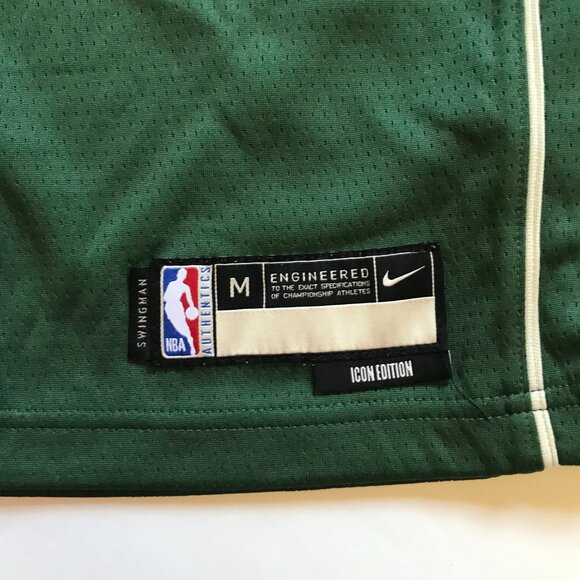 SWINGMAN
NBA
AUTHENTICS
M
ENGINEERED
TO THE EXACT SPECIFICATIONS
OF CHAMPIONSHIP ATHLETES
ICON EDITION